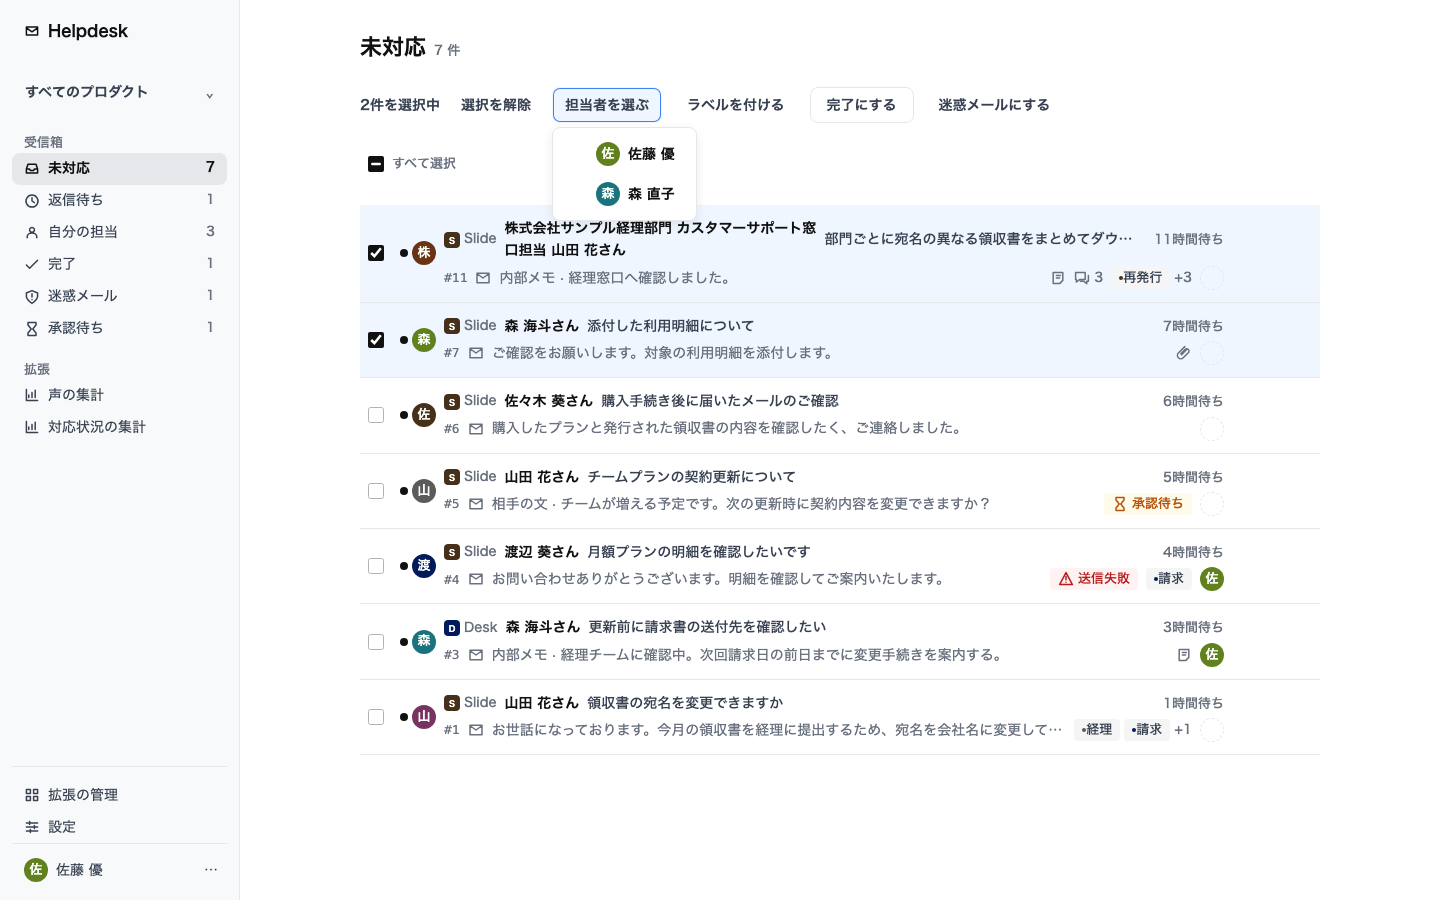 Helpdesk
すべてのプロダクト
受信箱
未対応 7
返信待ち 1
自分の担当 3
完了 1
迷惑メール 1
承認待ち 1
拡張
声の集計
対応状況の集計
拡張の管理
設定
佐 佐藤 優 …
未対応 7 件
2件を選択中 選択を解除 担当者を選ぶ ラベルを付ける 完了にする 迷惑メールにする
佐 佐藤 優
森 森 直子
すべて選択
株 S Slide 株式会社サンプル経理部門 カスタマーサポート窓口担当 山田 花さん 部門ごとに宛名の異なる領収書をまとめてダウ… 11時間待ち
#11 内部メモ · 経理窓口へ確認しました。 3 •再発行 +3
森 S Slide 森 海斗さん 添付した利用明細について 7時間待ち
#7 ご確認をお願いします。対象の利用明細を添付します。
佐 S Slide 佐々木 葵さん 購入手続き後に届いたメールのご確認 6時間待ち
#6 購入したプランと発行された領収書の内容を確認したく、ご連絡しました。
山 S Slide 山田 花さん チームプランの契約更新について 5時間待ち
#5 相手の文 · チームが増える予定です。次の更新時に契約内容を変更できますか？ 承認待ち
渡 S Slide 渡辺 葵さん 月額プランの明細を確認したいです 4時間待ち
#4 お問い合わせありがとうございます。明細を確認してご案内いたします。 送信失敗 •請求 佐
森 D Desk 森 海斗さん 更新前に請求書の送付先を確認したい 3時間待ち
#3 内部メモ · 経理チームに確認中。次回請求日の前日までに変更手続きを案内する。 佐
山 S Slide 山田 花さん 領収書の宛名を変更できますか 1時間待ち
#1 お世話になっております。今月の領収書を経理に提出するため、宛名を会社名に変更して… •経理 •請求 +1